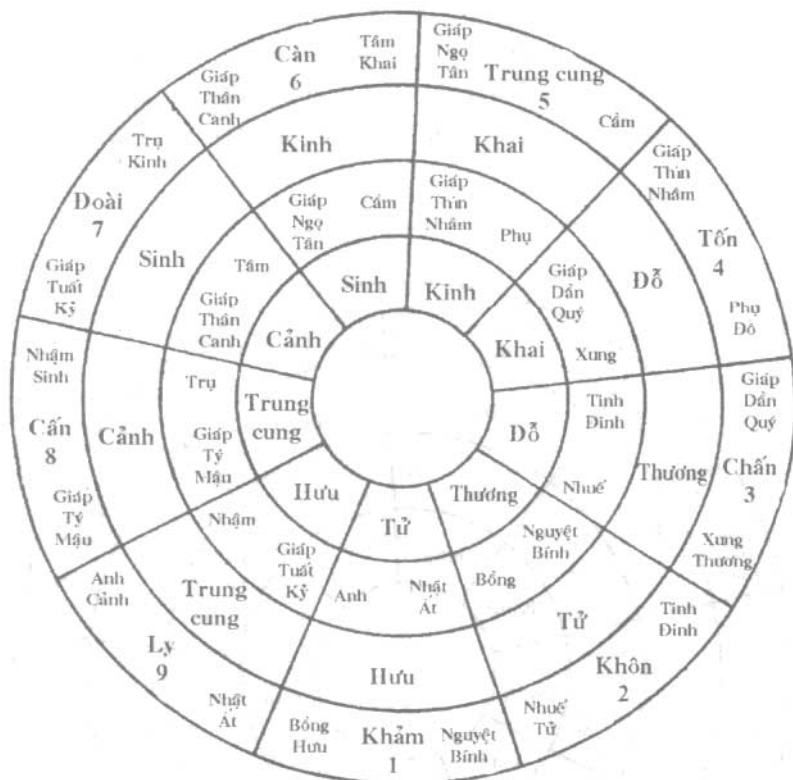 Càn
6
Tâm
Khai
Giáp
Thân
Canh
Giáp
Ngọ
Tân
Trung cung
5
Cầm
Giáp
Thìn
Nhâm
Tốn
4
Phụ
Đỗ
Giáp
Dần
Quý
Chấn
3
Xung
Thương
Tinh
Đinh
Khôn
2
Nhuế
Tử
Nguyệt
Bính
Khảm
1
Bồng
Hưu
Nhật
Ất
Ly
9
Anh
Cảnh
Giáp
Tý
Mậu
Cấn
8
Nhậm
Sinh
Giáp
Tuất
Kỷ
Đoài
7
Trụ
Kinh
Kinh
Khai
Đỗ
Thương
Tử
Hưu
Trung
cung
Cảnh
Sinh
Giáp
Ngọ
Tân
Cầm
Giáp
Thìn
Nhâm
Phụ
Giáp
Dần
Quý
Xung
Tinh
Đinh
Nhuế
Nguyệt
Bính
Bồng
Nhật
Ất
Anh
Giáp
Tuất
Kỷ
Nhậm
Trụ
Giáp
Tý
Mậu
Tâm
Giáp
Thân
Canh
Sinh
Kinh
Khai
Đỗ
Thương
Tử
Hưu
Trung
cung
Cảnh